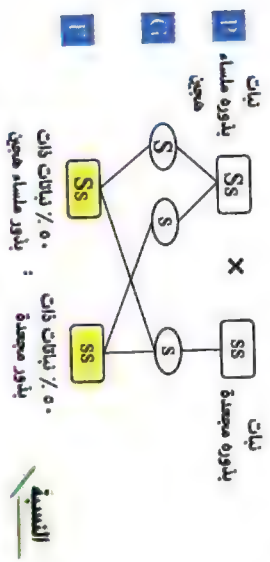 نبات
بذوره ملساء
هجين
نبات
بذوره مجعدة
P
Ss
×
ss
G
S
s
s
F
Ss
ss
٥٠٪ نباتات ذات
بذور ملساء هجين
:
٥٠٪ نباتات ذات
بذور مجعدة
النسبة